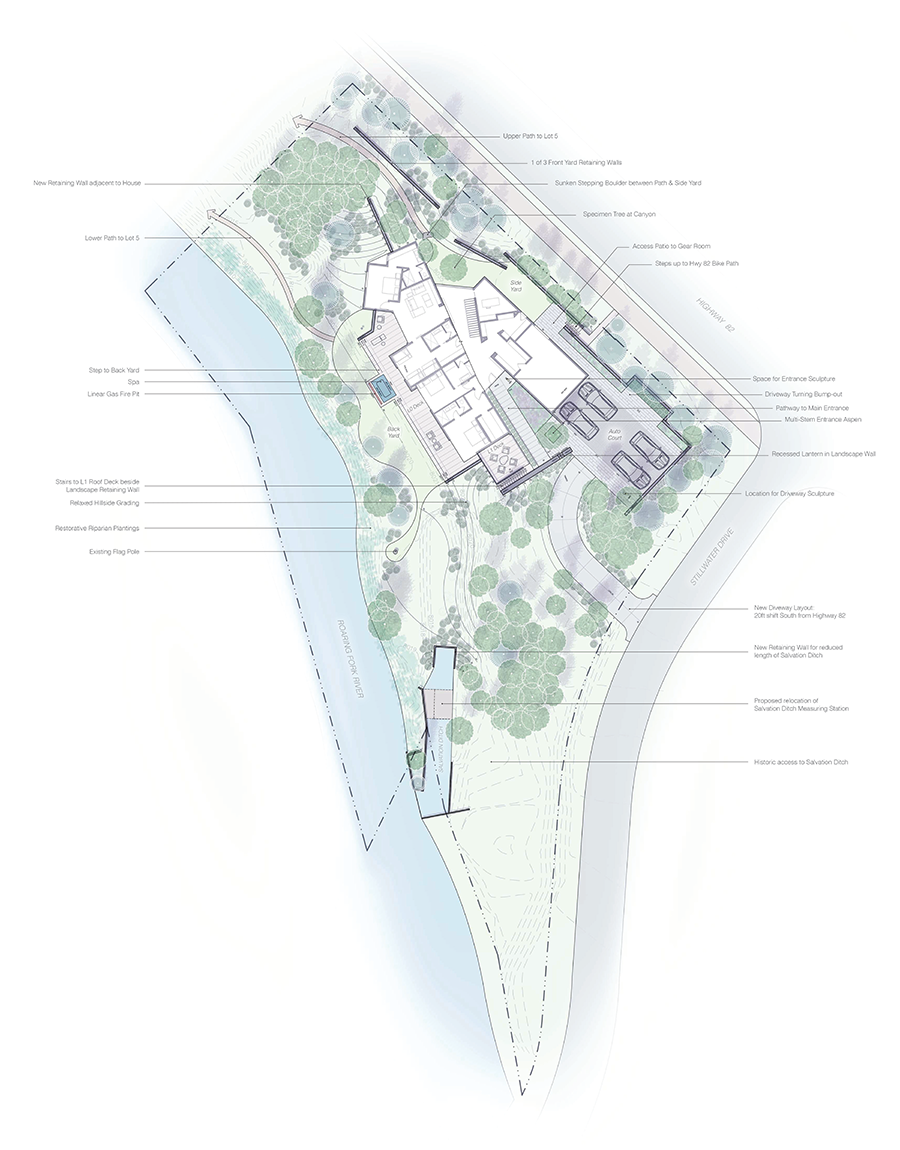 Upper Path to Lot 5
1 of 3 Front Yard Retaining Walls
New Retaining Wall adjacent to House
Sunken Stepping Boulder between Path & Side Yard
Specimen Tree at Canyon
Lower Path to Lot 5
Access Patio to Gear Room
Steps up to Hwy 82 Bike Path
Side
Yard
HIGHWAY 82
Step to Back Yard
Spa
Linear Gas Fire Pit
Space for Entrance Sculpture
Driveway Turning Bump-out
Pathway to Main Entrance
Multi-Stem Entrance Aspen
L0 Deck
Back
Yard
Auto
Court
L1 Deck
Recessed Lantern in Landscape Wall
Stairs to L1 Roof Deck beside
Landscape Retaining Wall
Relaxed Hillside Grading
Location for Driveway Sculpture
Restorative Riparian Plantings
Existing Flag Pole
STILLWATER DRIVE
New Diveway Layout:
20ft shift South from Highway 82
ROARING FORK RIVER
New Retaining Wall for reduced
length of Salvation Ditch
Proposed relocation of
Salvation Ditch Measuring Station
SALVATION DITCH
Historic access to Salvation Ditch